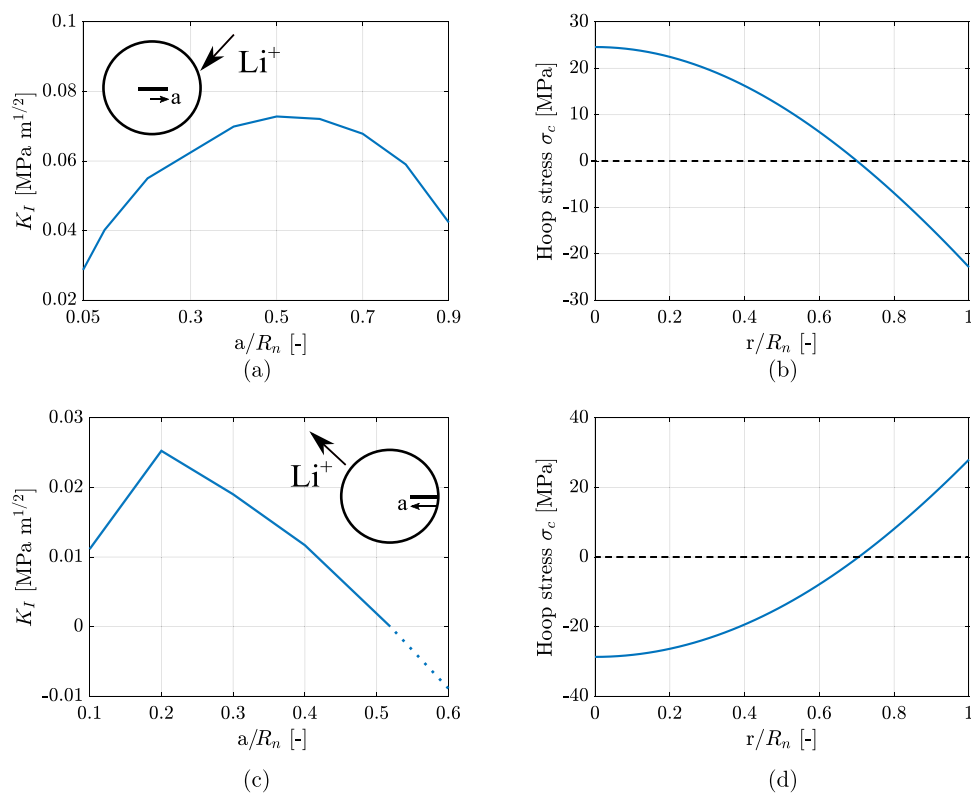 0.1
0.08
0.06
0.04
0.02
K_I [MPa m^{1/2}]
Li⁺
a
0.05 0.3 0.5 0.7 0.9
a/R_n [-]
(a)
30
20
10
0
-10
-20
-30
Hoop stress σ_c [MPa]
0 0.2 0.4 0.6 0.8 1
r/R_n [-]
(b)
0.03
0.02
0.01
0
-0.01
K_I [MPa m^{1/2}]
Li⁺
a
0.1 0.2 0.3 0.4 0.5 0.6
a/R_n [-]
(c)
40
20
0
-20
-40
Hoop stress σ_c [MPa]
0 0.2 0.4 0.6 0.8 1
r/R_n [-]
(d)